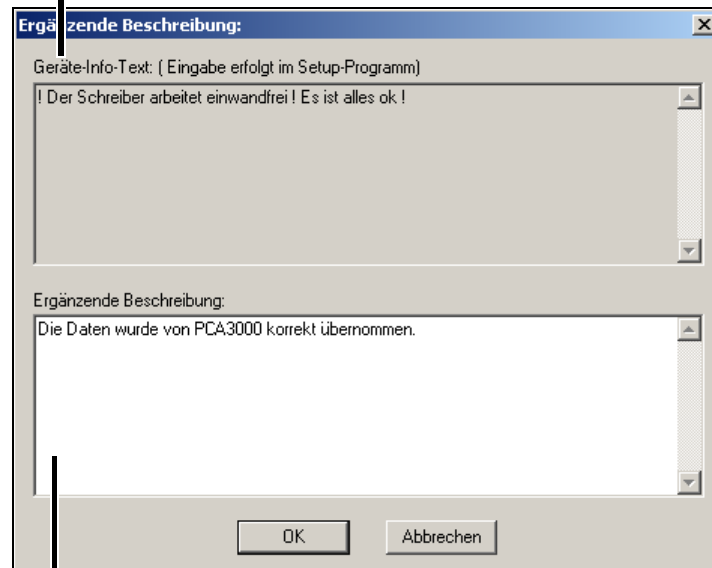 Ergänzende Beschreibung:
Geräte-Info-Text: ( Eingabe erfolgt im Setup-Programm)
! Der Schreiber arbeitet einwandfrei ! Es ist alles ok !
Ergänzende Beschreibung:
Die Daten wurde von PCA3000 korrekt übernommen.
OK
Abbrechen